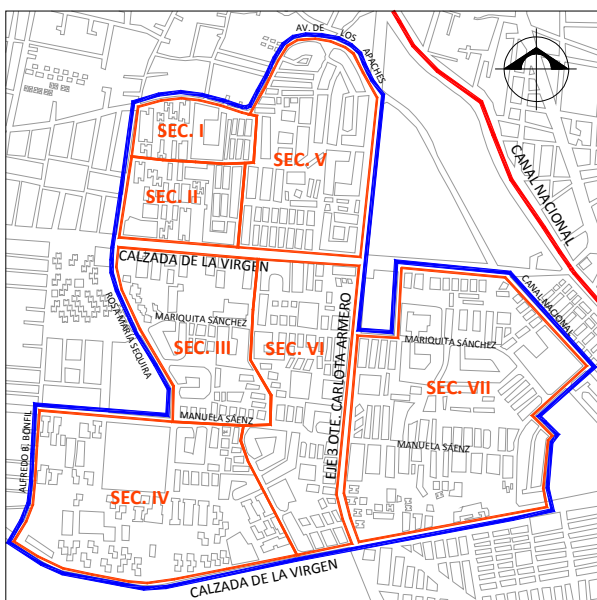 AV. DE LOS APACHES
SEC. I
SEC. V
CANAL NACIONAL
SEC. II
CALZADA DE LA VIRGEN
CANAL NACIONAL
ROSA MARÍA SEQUIRA
MARIQUITA SÁNCHEZ
SEC. III
SEC. VI
EJE 3 OTE. CARLOTA ARMERO
MARIQUITA SÁNCHEZ
SEC. VII
MANUELA SÁENZ
ALFREDO B. BONFIL
MANUELA SÁENZ
SEC. IV
CALZADA DE LA VIRGEN